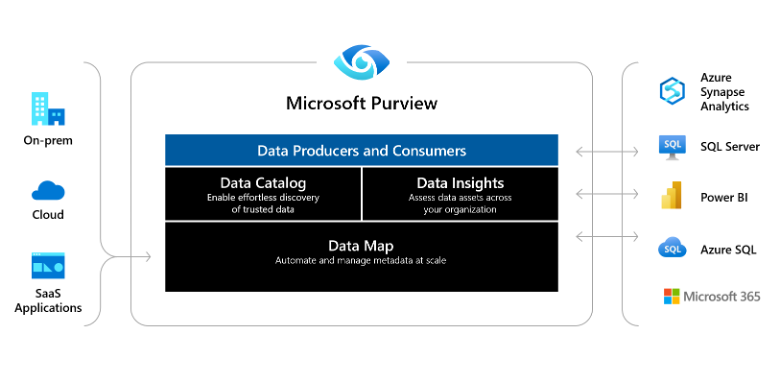 Microsoft Purview
On-prem
Cloud
SaaS
Applications
Data Producers and Consumers
Data Catalog
Enable effortless discovery
of trusted data
Data Insights
Assess data assets across
your organization
Data Map
Automate and manage metadata at scale
Azure
Synapse
Analytics
SQL
SQL Server
Power BI
SQL
Azure SQL
Microsoft 365